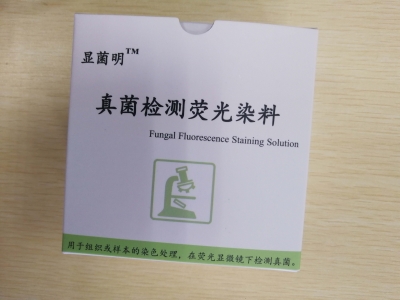 显菌明™
真菌检测荧光染料
Fungal Fluorescence Staining Solution
用于组织或样本的染色处理，在荧光显微镜下检测真菌。